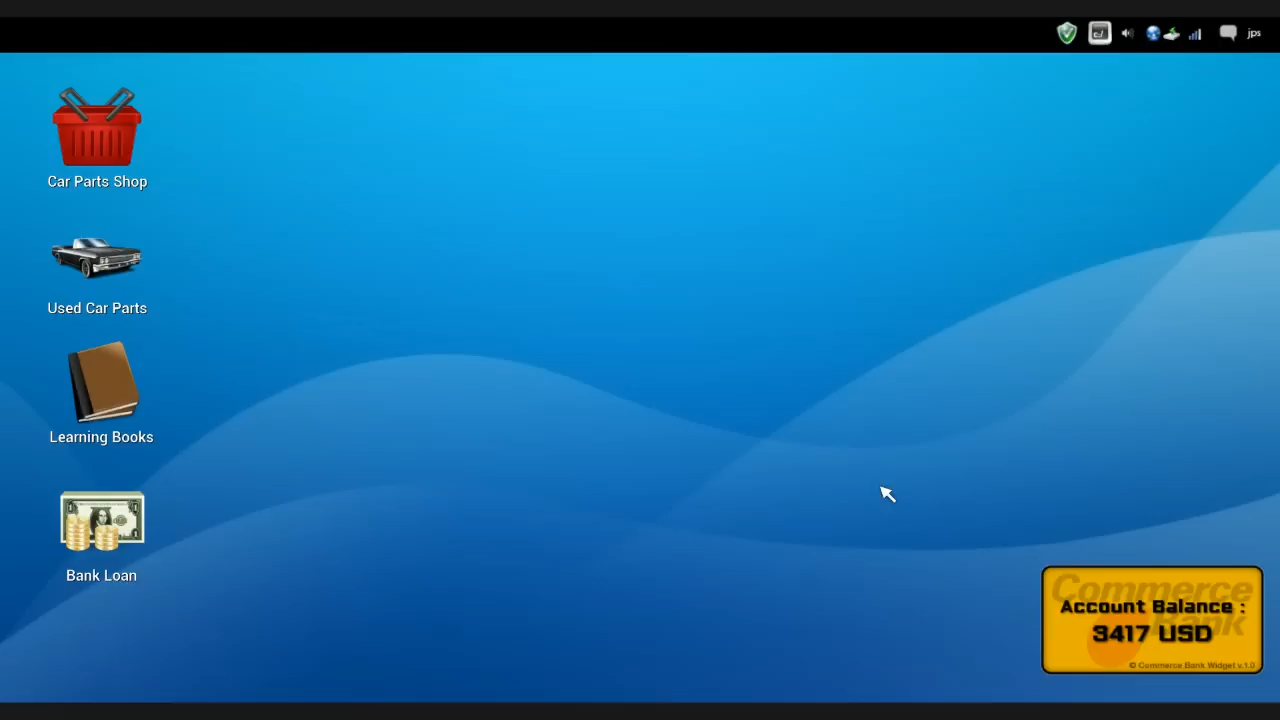 jps
Car Parts Shop
Used Car Parts
Learning Books
Bank Loan
Commerce
Bank
Account Balance :
3417 USD
© Commerce Bank Widget v.1.0